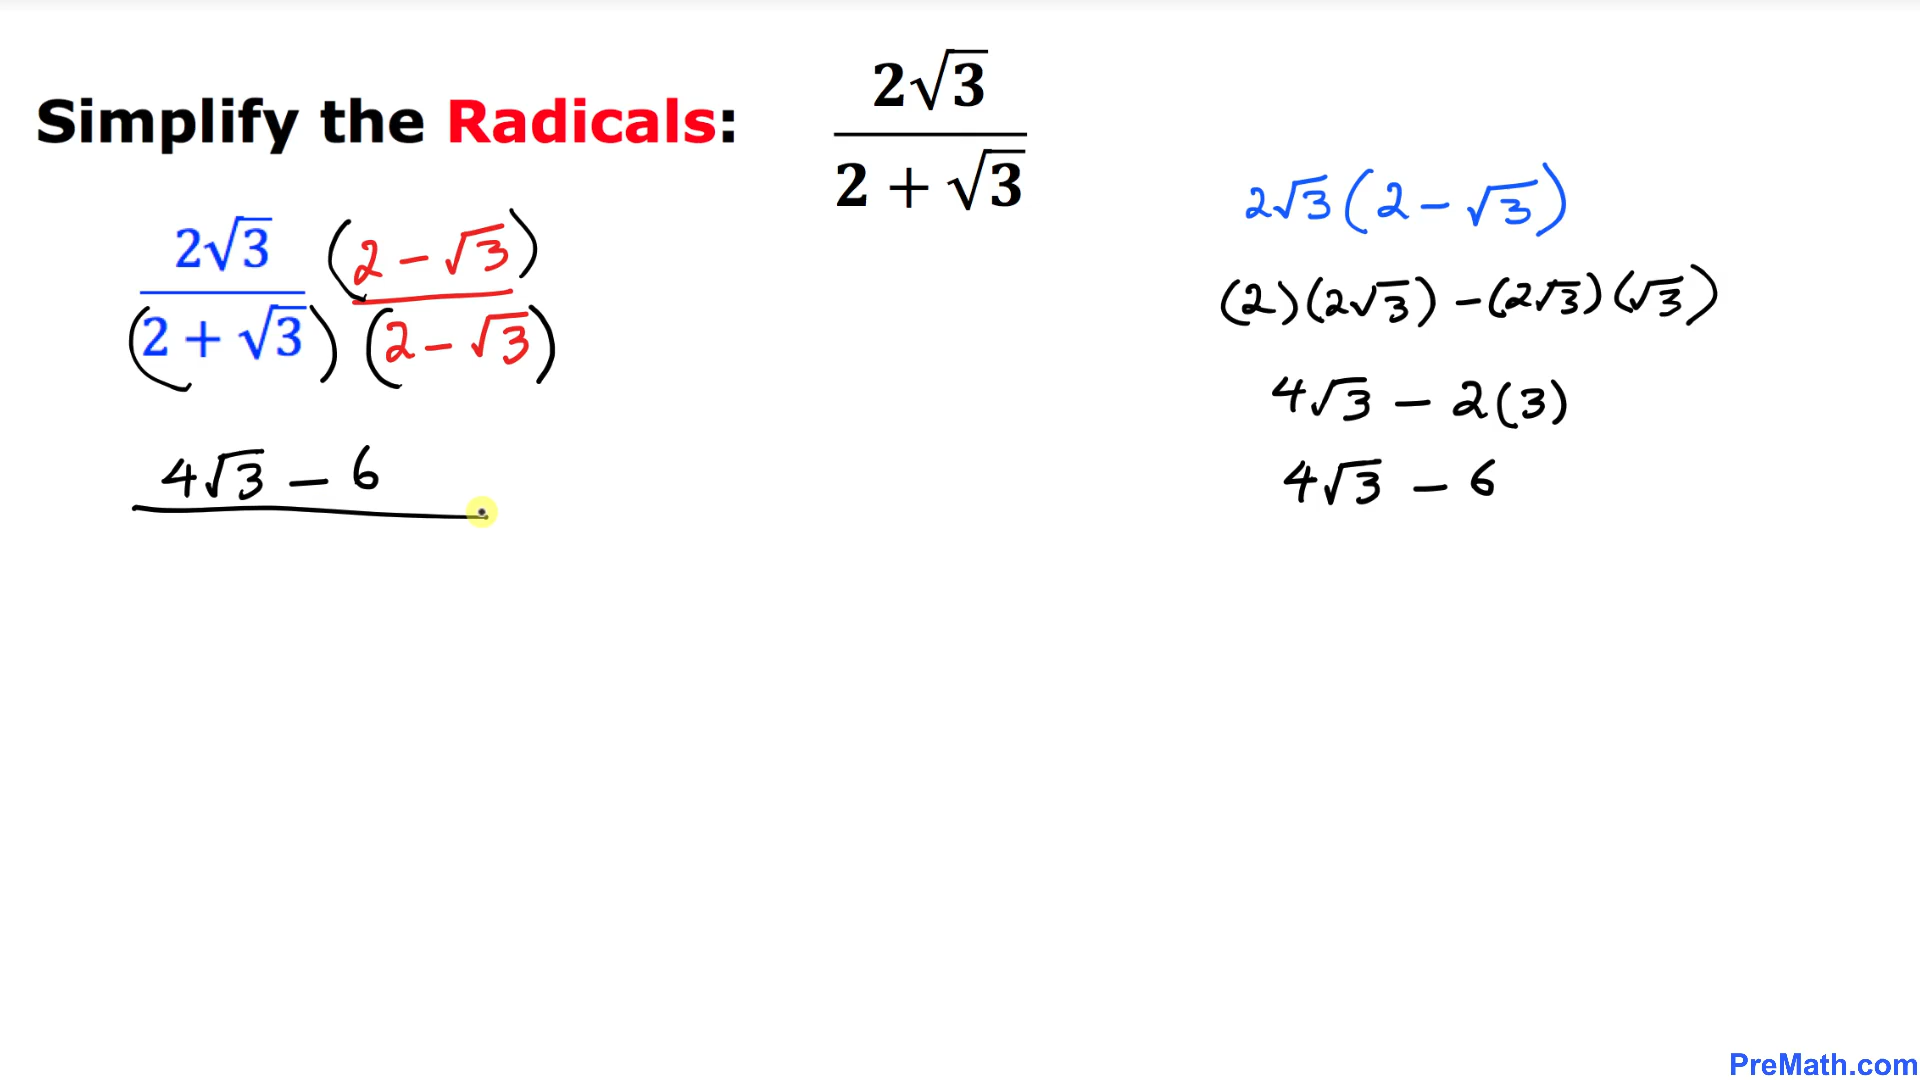 Simplify the Radicals:
2√3
2 + √3
2√3 (2 - √3)
(2 + √3) (2 - √3)
4√3 - 6
2√3 (2 - √3)
(2)(2√3) - (2√3)(√3)
4√3 - 2(3)
4√3 - 6
PreMath.com